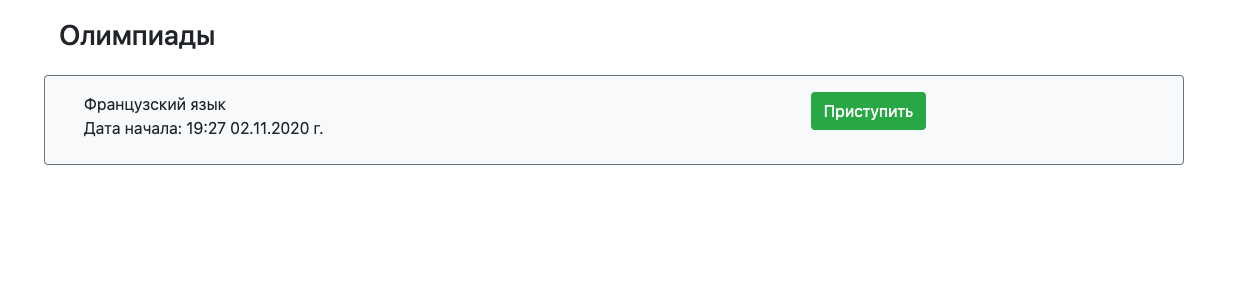 Олимпиады
Французский язык
Дата начала: 19:27 02.11.2020 г.
Приступить